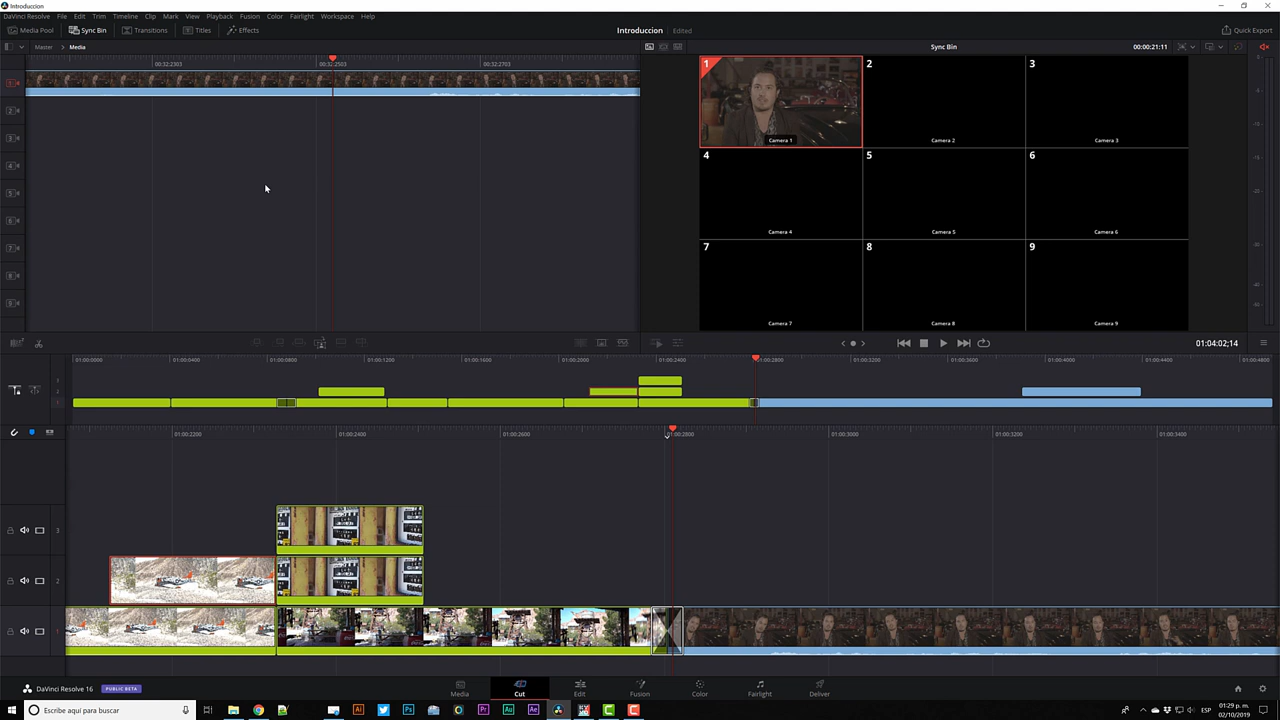 Introduccion
DaVinci Resolve File Edit Trim Timeline Clip Mark View Playback Fusion Color Fairlight Workspace Help
Media Pool Sync Bin Transitions Titles Effects Introduccion Edited Quick Export
Master Media Sync Bin 00:00:21:11
00:32:2303 00:32:2503 00:32:2703
1 2 3
Camera 1 Camera 2 Camera 3
4 5 6
Camera 4 Camera 5 Camera 6
7 8 9
Camera 7 Camera 8 Camera 9
01:04:02:14
01:00:0000 01:00:0400 01:00:0800 01:00:1200 01:00:1600 01:00:2000 01:00:2400 01:00:2800 01:00:3200 01:00:3600 01:00:4000 01:00:4400 01:00:4800
01:00:2200 01:00:2400 01:00:2600 01:00:2800 01:00:3000 01:00:3200 01:00:3400
3
2
DaVinci Resolve 16 PUBLIC BETA
Media Cut Edit Fusion Color Fairlight Deliver
Escribe aquí para buscar
ESP 01:29 p. m.
02/10/2019